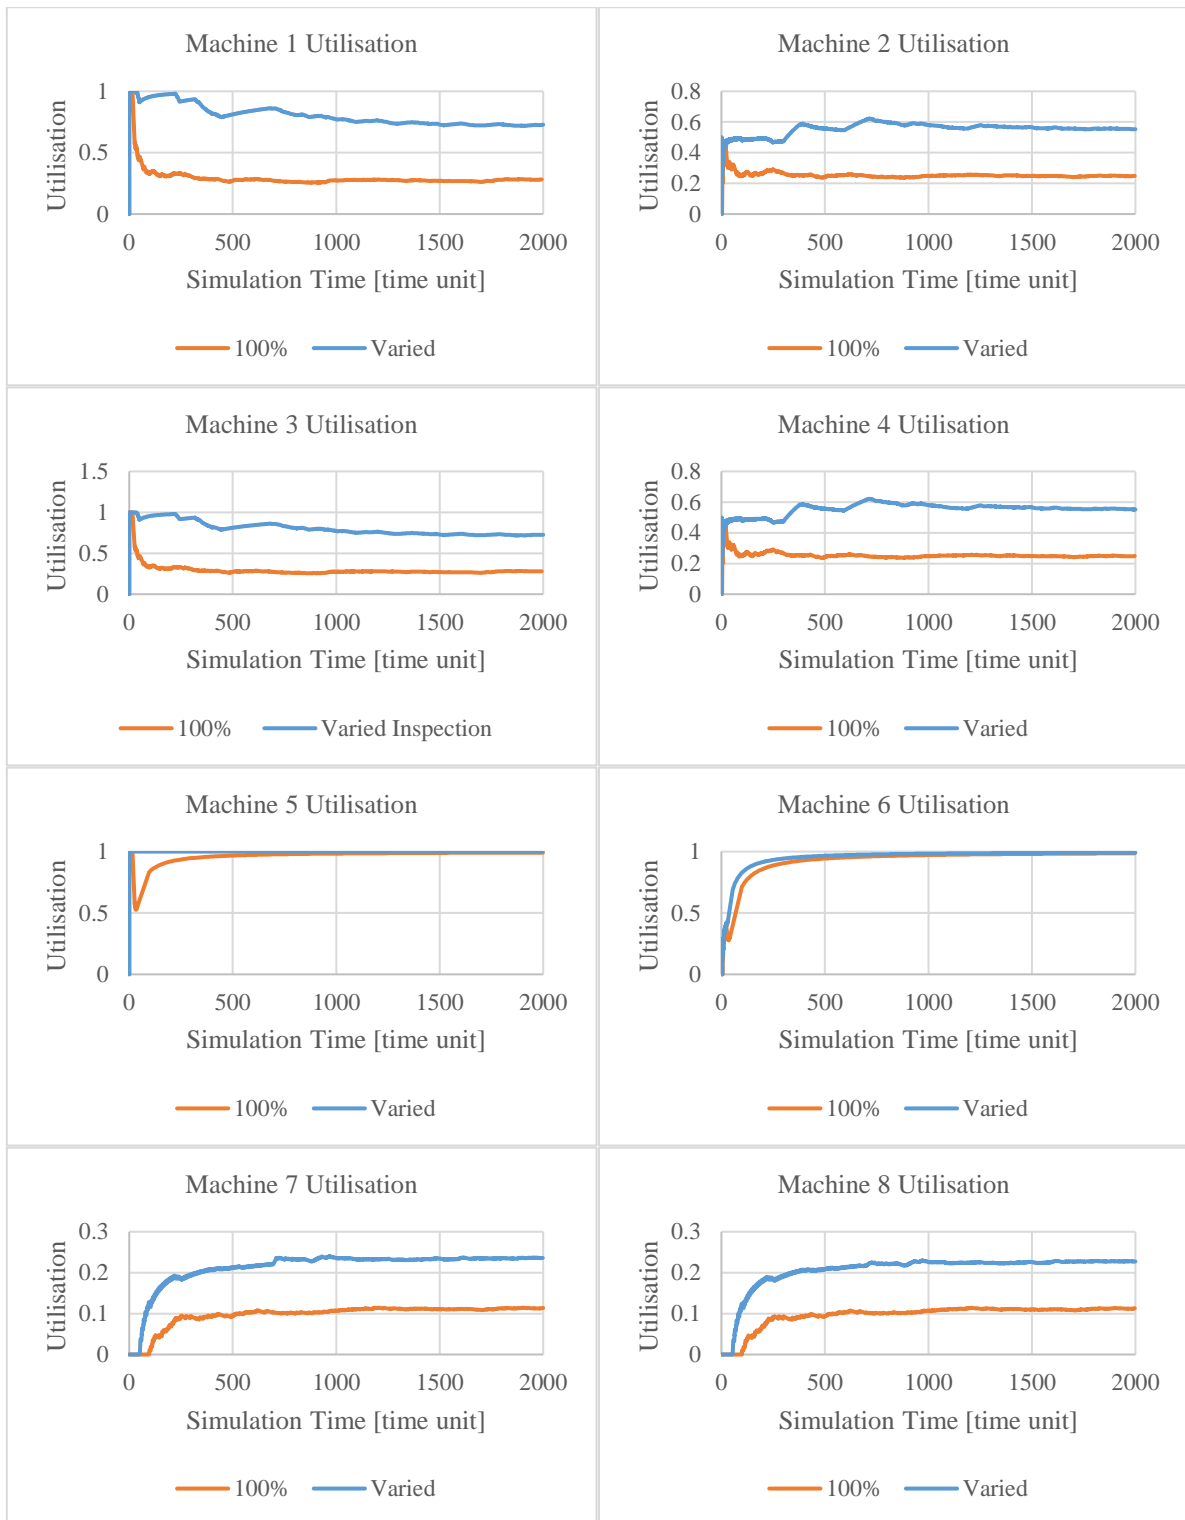 Machine 1 Utilisation
1
0.5
0
Utilisation
0 500 1000 1500 2000
Simulation Time [time unit]
100% Varied
Machine 2 Utilisation
0.8
0.6
0.4
0.2
0
Utilisation
0 500 1000 1500 2000
Simulation Time [time unit]
100% Varied
Machine 3 Utilisation
1.5
1
0.5
0
Utilisation
0 500 1000 1500 2000
Simulation Time [time unit]
100% Varied Inspection
Machine 4 Utilisation
0.8
0.6
0.4
0.2
0
Utilisation
0 500 1000 1500 2000
Simulation Time [time unit]
100% Varied
Machine 5 Utilisation
1
0.5
0
Utilisation
0 500 1000 1500 2000
Simulation Time [time unit]
100% Varied
Machine 6 Utilisation
1
0.5
0
Utilisation
0 500 1000 1500 2000
Simulation Time [time unit]
100% Varied
Machine 7 Utilisation
0.3
0.2
0.1
0
Utilisation
0 500 1000 1500 2000
Simulation Time [time unit]
100% Varied
Machine 8 Utilisation
0.3
0.2
0.1
0
Utilisation
0 500 1000 1500 2000
Simulation Time [time unit]
100% Varied